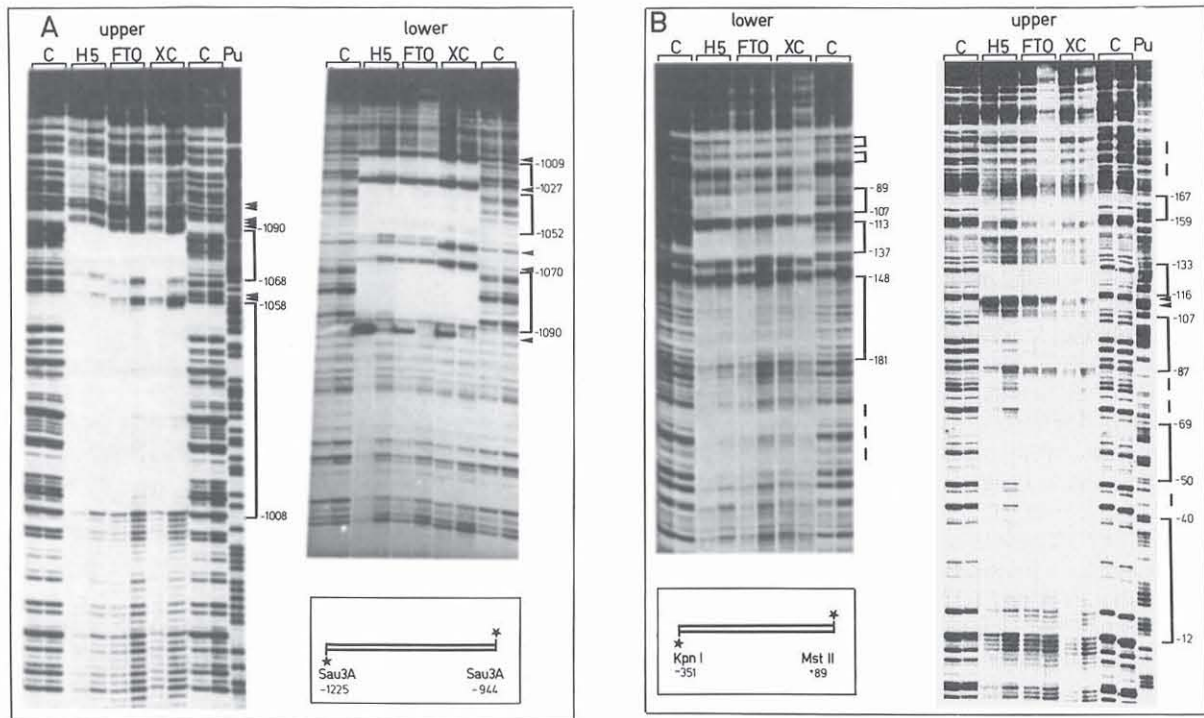 A
upper
C H5 FTO XC C Pu
-1090
-1068
-1058
-1008
lower
C H5 FTO XC C
-1009
-1027
-1052
-1070
-1090
Sau3A
-1225
Sau3A
-944
B
lower
C H5 FTO XC C
-89
-107
-113
-137
-148
-181
Kpn I
-351
Mst II
+89
upper
C H5 FTO XC C Pu
-167
-159
-133
-116
-107
-87
-69
-50
-40
-12